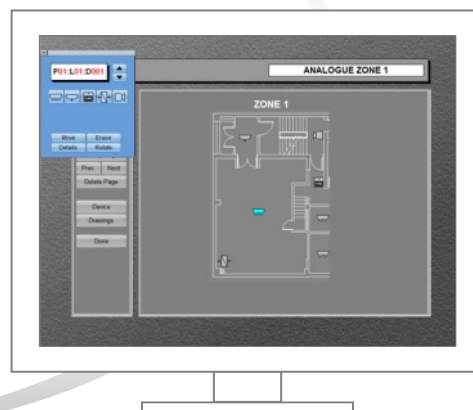 P01:L01:D001
ANALOGUE ZONE 1
ZONE 1
Move Erase
Details Rotate
Prev Next
Delete Page
Device
Drawings
Done